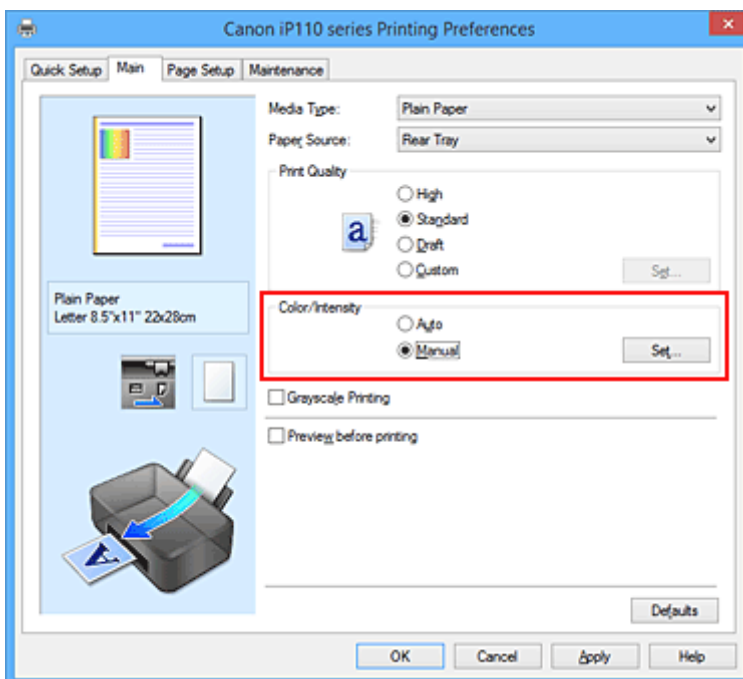 Canon iP110 series Printing Preferences
Quick Setup Main Page Setup Maintenance
Media Type: Plain Paper
Paper Source: Rear Tray
Print Quality
High
a Standard
Draft
Custom Set...
Plain Paper
Letter 8.5"x11" 22x28cm
Color/Intensity
Auto
Manual Set...
Grayscale Printing
Preview before printing
A
Defaults
OK Cancel Apply Help